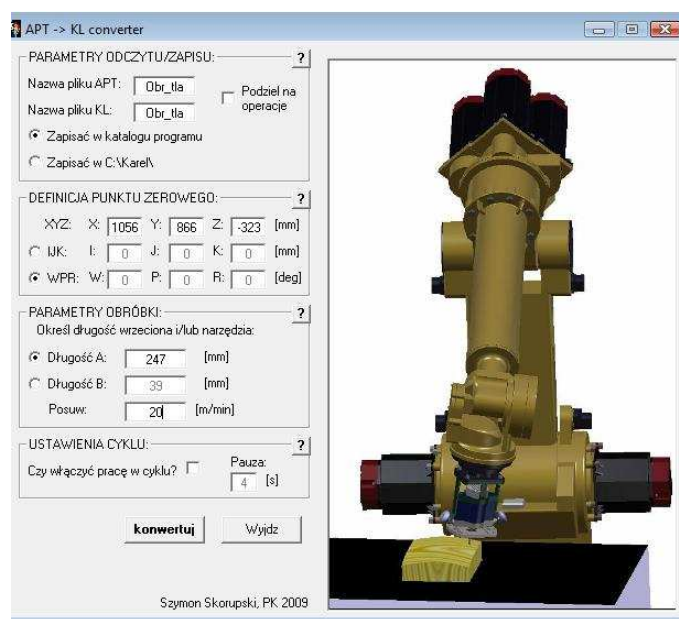 APT -> KL converter
PARAMETRY ODCZYTU/ZAPISU: ?
Nazwa pliku APT: Obr_tla
Podziel na operacje
Nazwa pliku KL: Obr_tla
Zapisać w katalogu programu
Zapisać w C:\Karel\
DEFINICJA PUNKTU ZEROWEGO: ?
XYZ: X: 1056 Y: 866 Z: -323 [mm]
IJK: I: 0 J: 0 K: 0 [mm]
WPR: W: 0 P: 0 R: 0 [deg]
PARAMETRY OBRÓBKI: ?
Określ długość wrzeciona i/lub narzędzia:
Długość A: 247 [mm]
Długość B: 39 [mm]
Posuw: 20 [m/min]
USTAWIENIA CYKLU: ?
Czy włączyć pracę w cyklu?
Pauza:
4 [s]
konwertuj Wyjdz
Szymon Skorupski, PK 2009